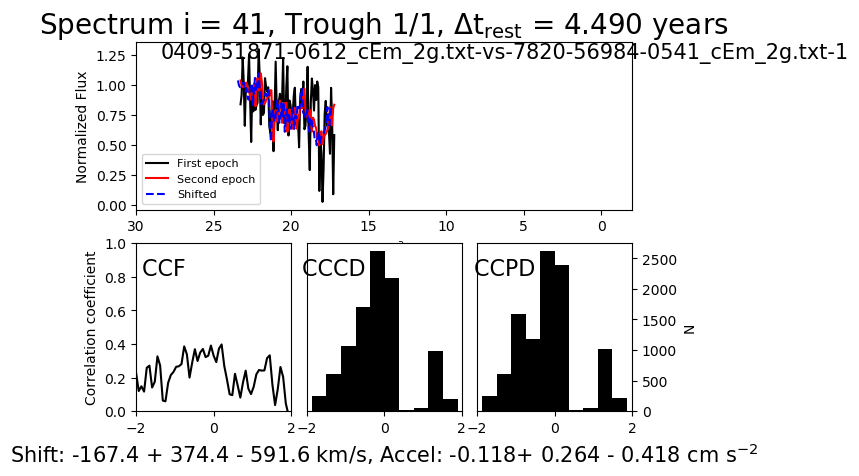 Spectrum i = 41, Trough 1/1, Δt_rest = 4.490 years
0409-51871-0612_cEm_2g.txt-vs-7820-56984-0541_cEm_2g.txt-1
Normalized Flux
1.25
1.00
0.75
0.50
0.25
0.00
First epoch
Second epoch
Shifted
30 25 20 15 10 5 0
Correlation coefficient
1.0
0.8
0.6
0.4
0.2
0.0
CCF
CCCD
CCPD
2500
2000
1500
1000
500
0
N
−2 0 2
−2 0 2
−2 0 2
Shift: -167.4 + 374.4 - 591.6 km/s, Accel: -0.118+ 0.264 - 0.418 cm s⁻²